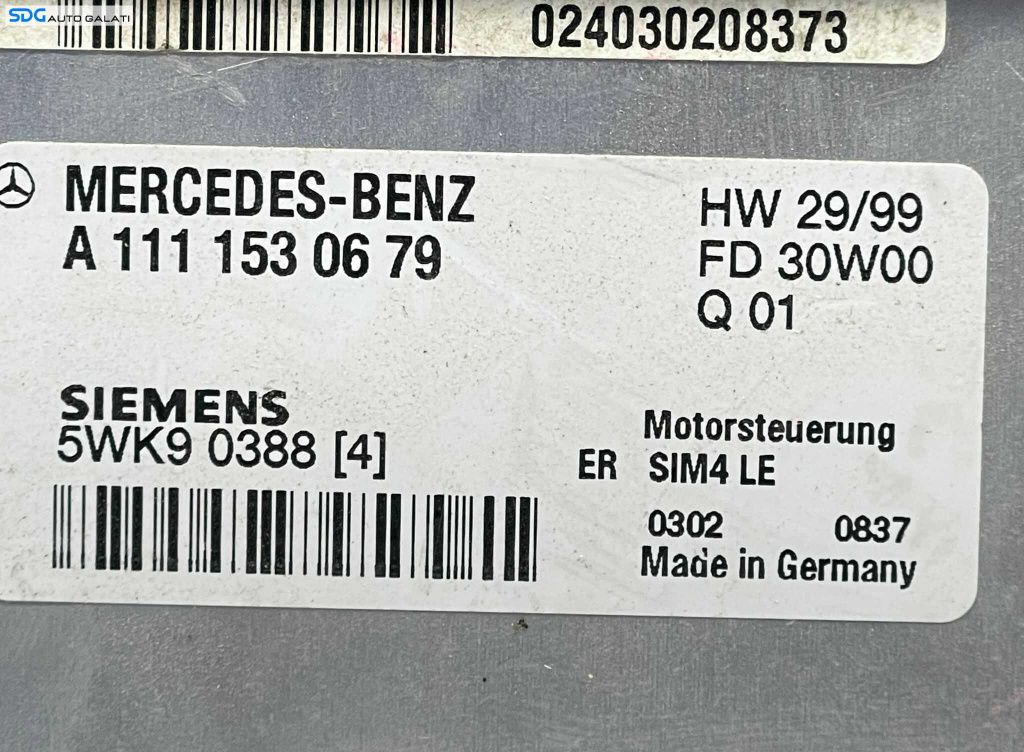 SDG AUTO GALATI
024030208373
MERCEDES-BENZ
A 111 153 06 79
HW 29/99
FD 30W00
Q 01
SIEMENS
5WK9 0388 [4]
Motorsteuerung
ER SIM4 LE
0302 0837
Made in Germany